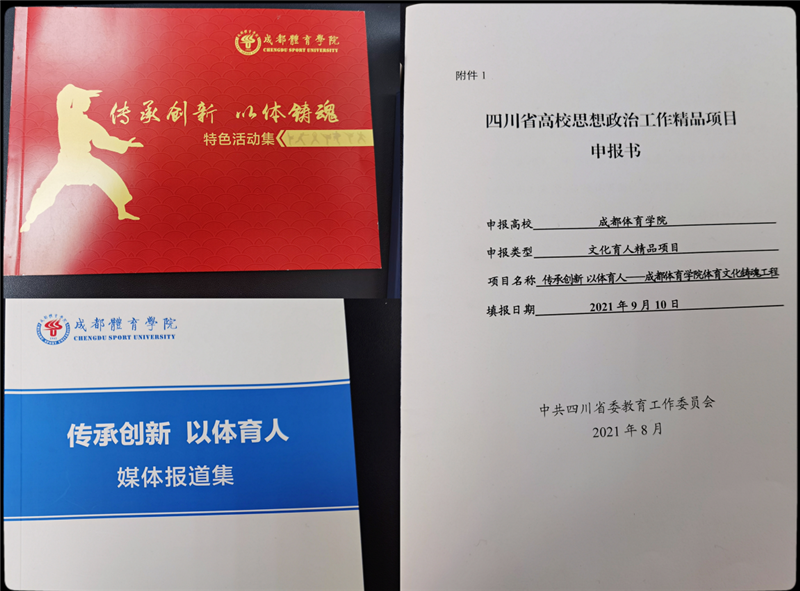 成都體育學院
CHENGDU SPORT UNIVERSITY
传承创新 以体铸魂
特色活动集
成都體育學院
CHENGDU SPORT UNIVERSITY
传承创新 以体育人
媒体报道集
附件 1
四川省高校思想政治工作精品项目
申报书
申报高校 成都体育学院
申报类型 文化育人精品项目
项目名称 传承创新 以体育人——成都体育学院体育文化铸魂工程
填报日期 2021 年 9 月 10 日
中共四川省委教育工作委员会
2021 年 8 月